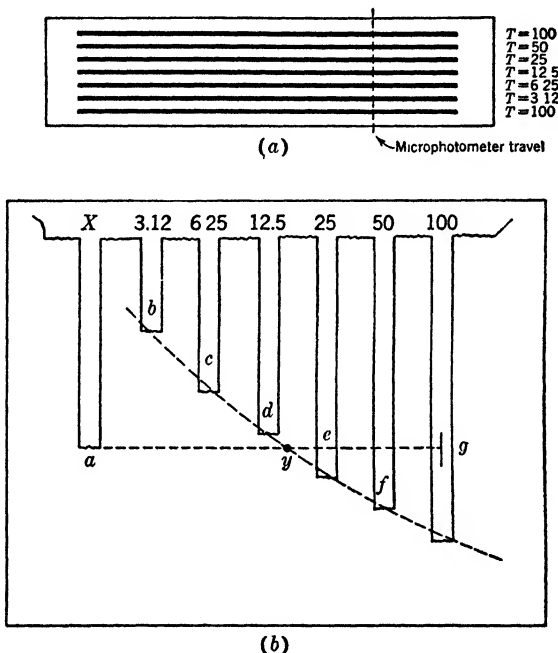 T=100
T=50
T=25
T=12 5
T=6 25
T=3 12
T=100
(a)
Microphotometer travel
X 3.12 6 25 12.5 25 50 100
b
c
d
e
a
y
f
g
(b)